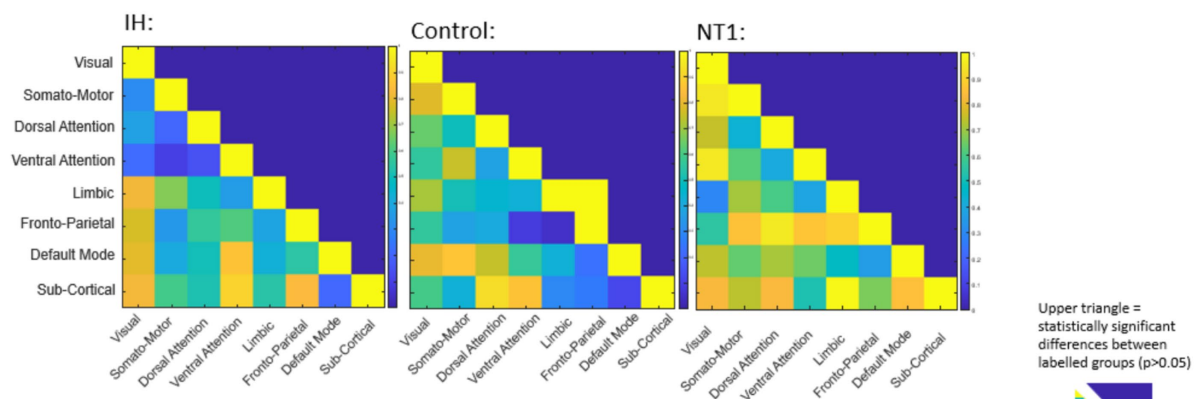 IH:
Control:
NT1:
Visual
Somato-Motor
Dorsal Attention
Ventral Attention
Limbic
Fronto-Parietal
Default Mode
Sub-Cortical
Visual
Somato-Motor
Dorsal Attention
Ventral Attention
Limbic
Fronto-Parietal
Default Mode
Sub-Cortical
Visual
Somato-Motor
Dorsal Attention
Ventral Attention
Limbic
Fronto-Parietal
Default Mode
Sub-Cortical
Visual
Somato-Motor
Dorsal Attention
Ventral Attention
Limbic
Fronto-Parietal
Default Mode
Sub-Cortical
1
0.9
0.8
0.7
0.6
0.5
0.4
0.3
0.2
0.1
0
Upper triangle =
statistically significant
differences between
labelled groups (p>0.05)